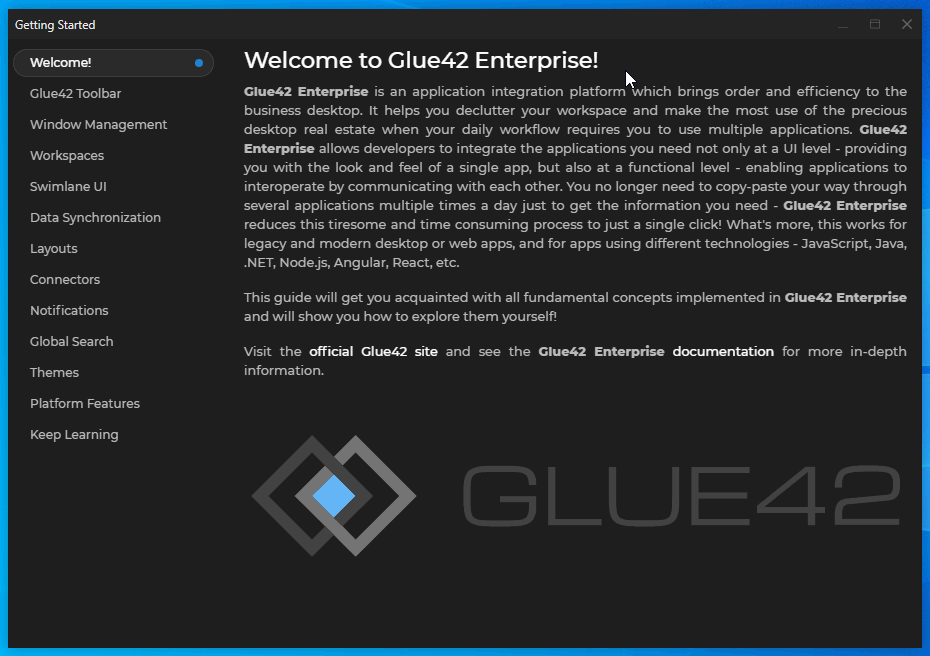 Getting Started
Welcome!
Glue42 Toolbar
Window Management
Workspaces
Swimlane UI
Data Synchronization
Layouts
Connectors
Notifications
Global Search
Themes
Platform Features
Keep Learning
Welcome to Glue42 Enterprise!
Glue42 Enterprise is an application integration platform which brings order and efficiency to the
business desktop. It helps you declutter your workspace and make the most use of the precious
desktop real estate when your daily workflow requires you to use multiple applications. Glue42
Enterprise allows developers to integrate the applications you need not only at a UI level - providing
you with the look and feel of a single app, but also at a functional level - enabling applications to
interoperate by communicating with each other. You no longer need to copy-paste your way through
several applications multiple times a day just to get the information you need - Glue42 Enterprise
reduces this tiresome and time consuming process to just a single click! What's more, this works for
legacy and modern desktop or web apps, and for apps using different technologies - JavaScript, Java,
.NET, Node.js, Angular, React, etc.
This guide will get you acquainted with all fundamental concepts implemented in Glue42 Enterprise
and will show you how to explore them yourself!
Visit the official Glue42 site and see the Glue42 Enterprise documentation for more in-depth
information.
GLUE42